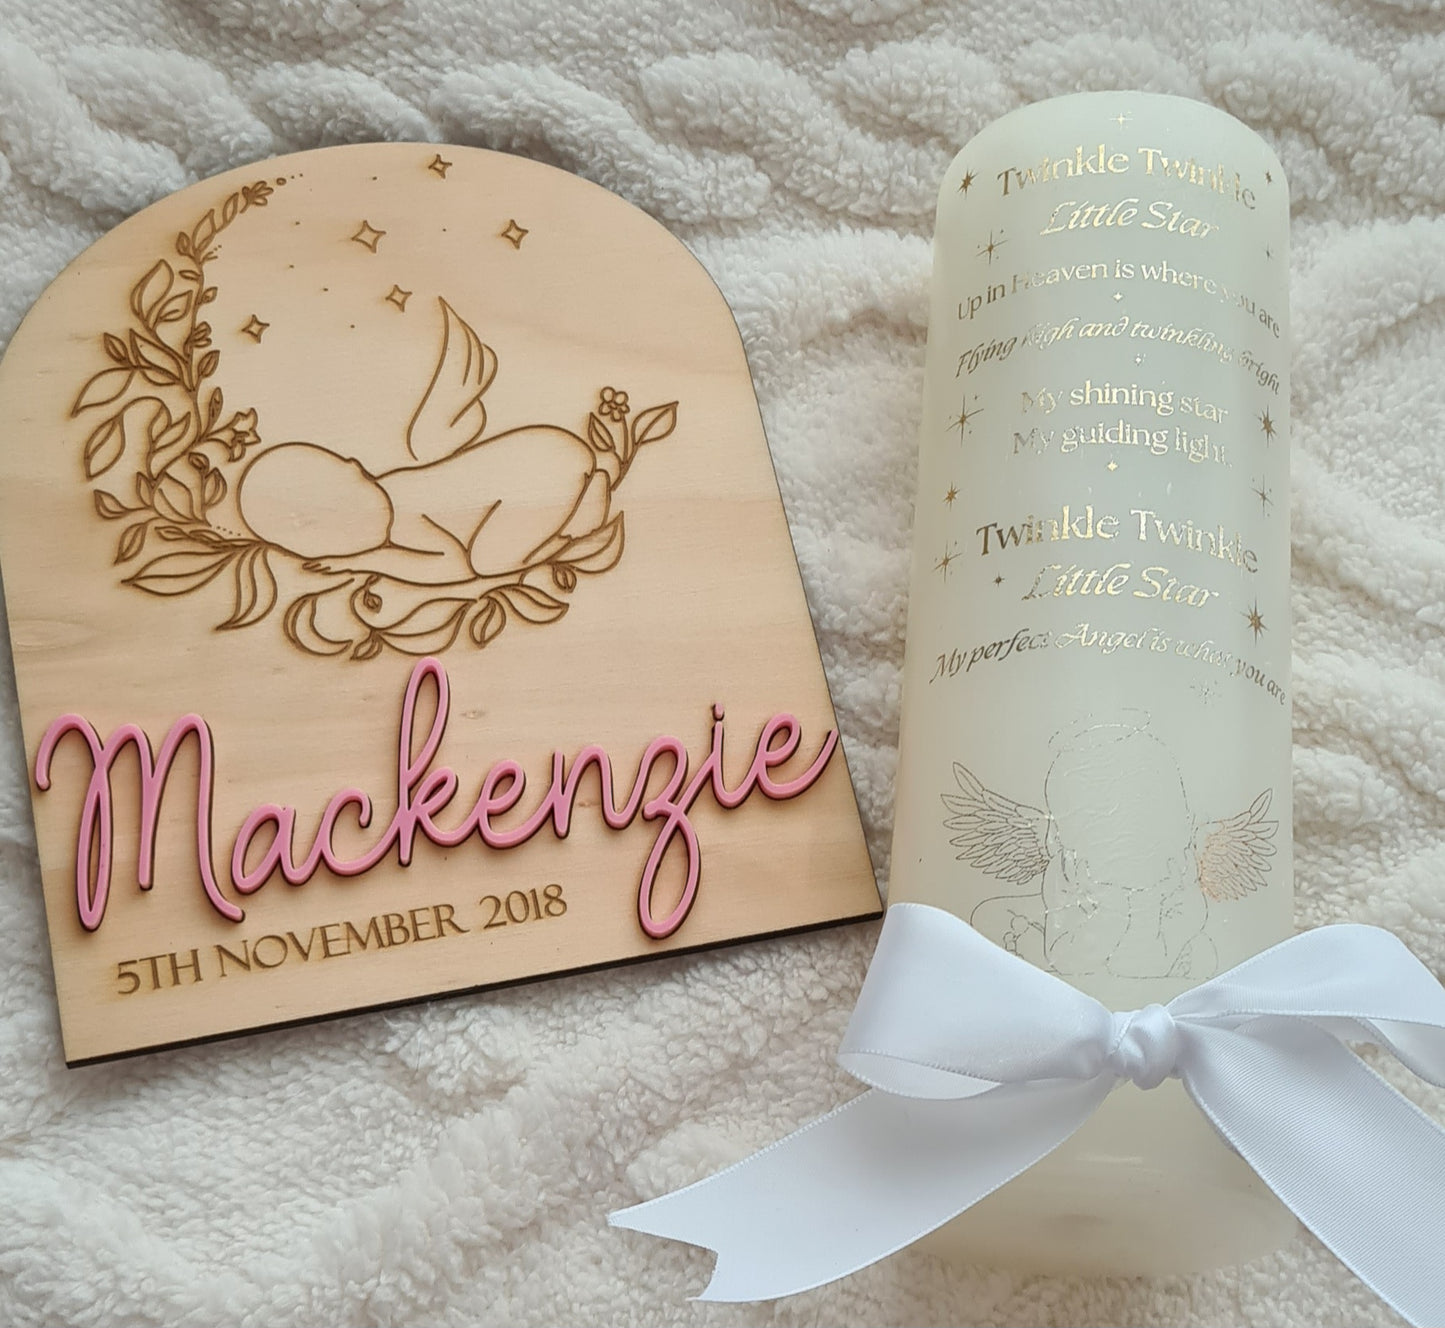 Mackenzie
5TH NOVEMBER 2018
Twinkle Twinkle
Little Star
Up in Heaven is where you are
Flying high and twinkling bright
My shining star
My guiding light
Twinkle Twinkle
Little Star
My perfect Angel is what you are